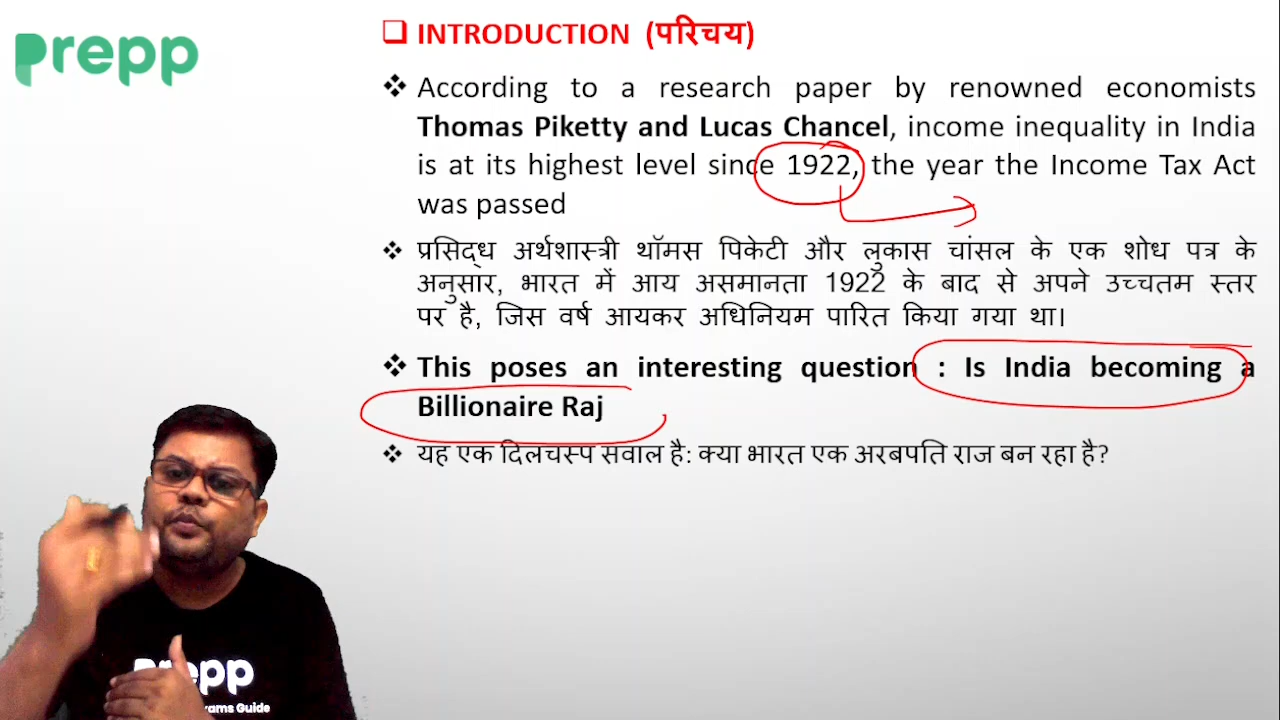 Prepp
INTRODUCTION (परिचय)
According to a research paper by renowned economists
Thomas Piketty and Lucas Chancel, income inequality in India
is at its highest level since 1922, the year the Income Tax Act
was passed
प्रसिद्ध अर्थशास्त्री थॉमस पिकेटी और लुकास चांसल के एक शोध पत्र के
अनुसार, भारत में आय असमानता 1922 के बाद से अपने उच्चतम स्तर
पर है, जिस वर्ष आयकर अधिनियम पारित किया गया था।
This poses an interesting question : Is India becoming a
Billionaire Raj
यह एक दिलचस्प सवाल है: क्या भारत एक अरबपति राज बन रहा है?
prepp
Guide